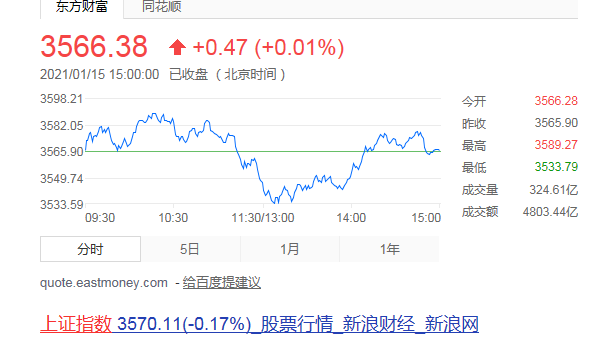 东方财富 同花顺
3566.38 +0.47 (+0.01%)
2021/01/15 15:00:00 已收盘 ( 北京时间 )
3598.21
3582.05
3565.90
3549.74
3533.59
09:30 10:30 11:30/13:00 14:00 15:00
今开 3566.28
昨收 3565.90
最高 3589.27
最低 3533.79
成交量 324.61亿
成交额 4803.44亿
分时 5日 1月 1年
quote.eastmoney.com - 给百度提建议
上证指数 3570.11(-0.17%)_股票行情_新浪财经_新浪网